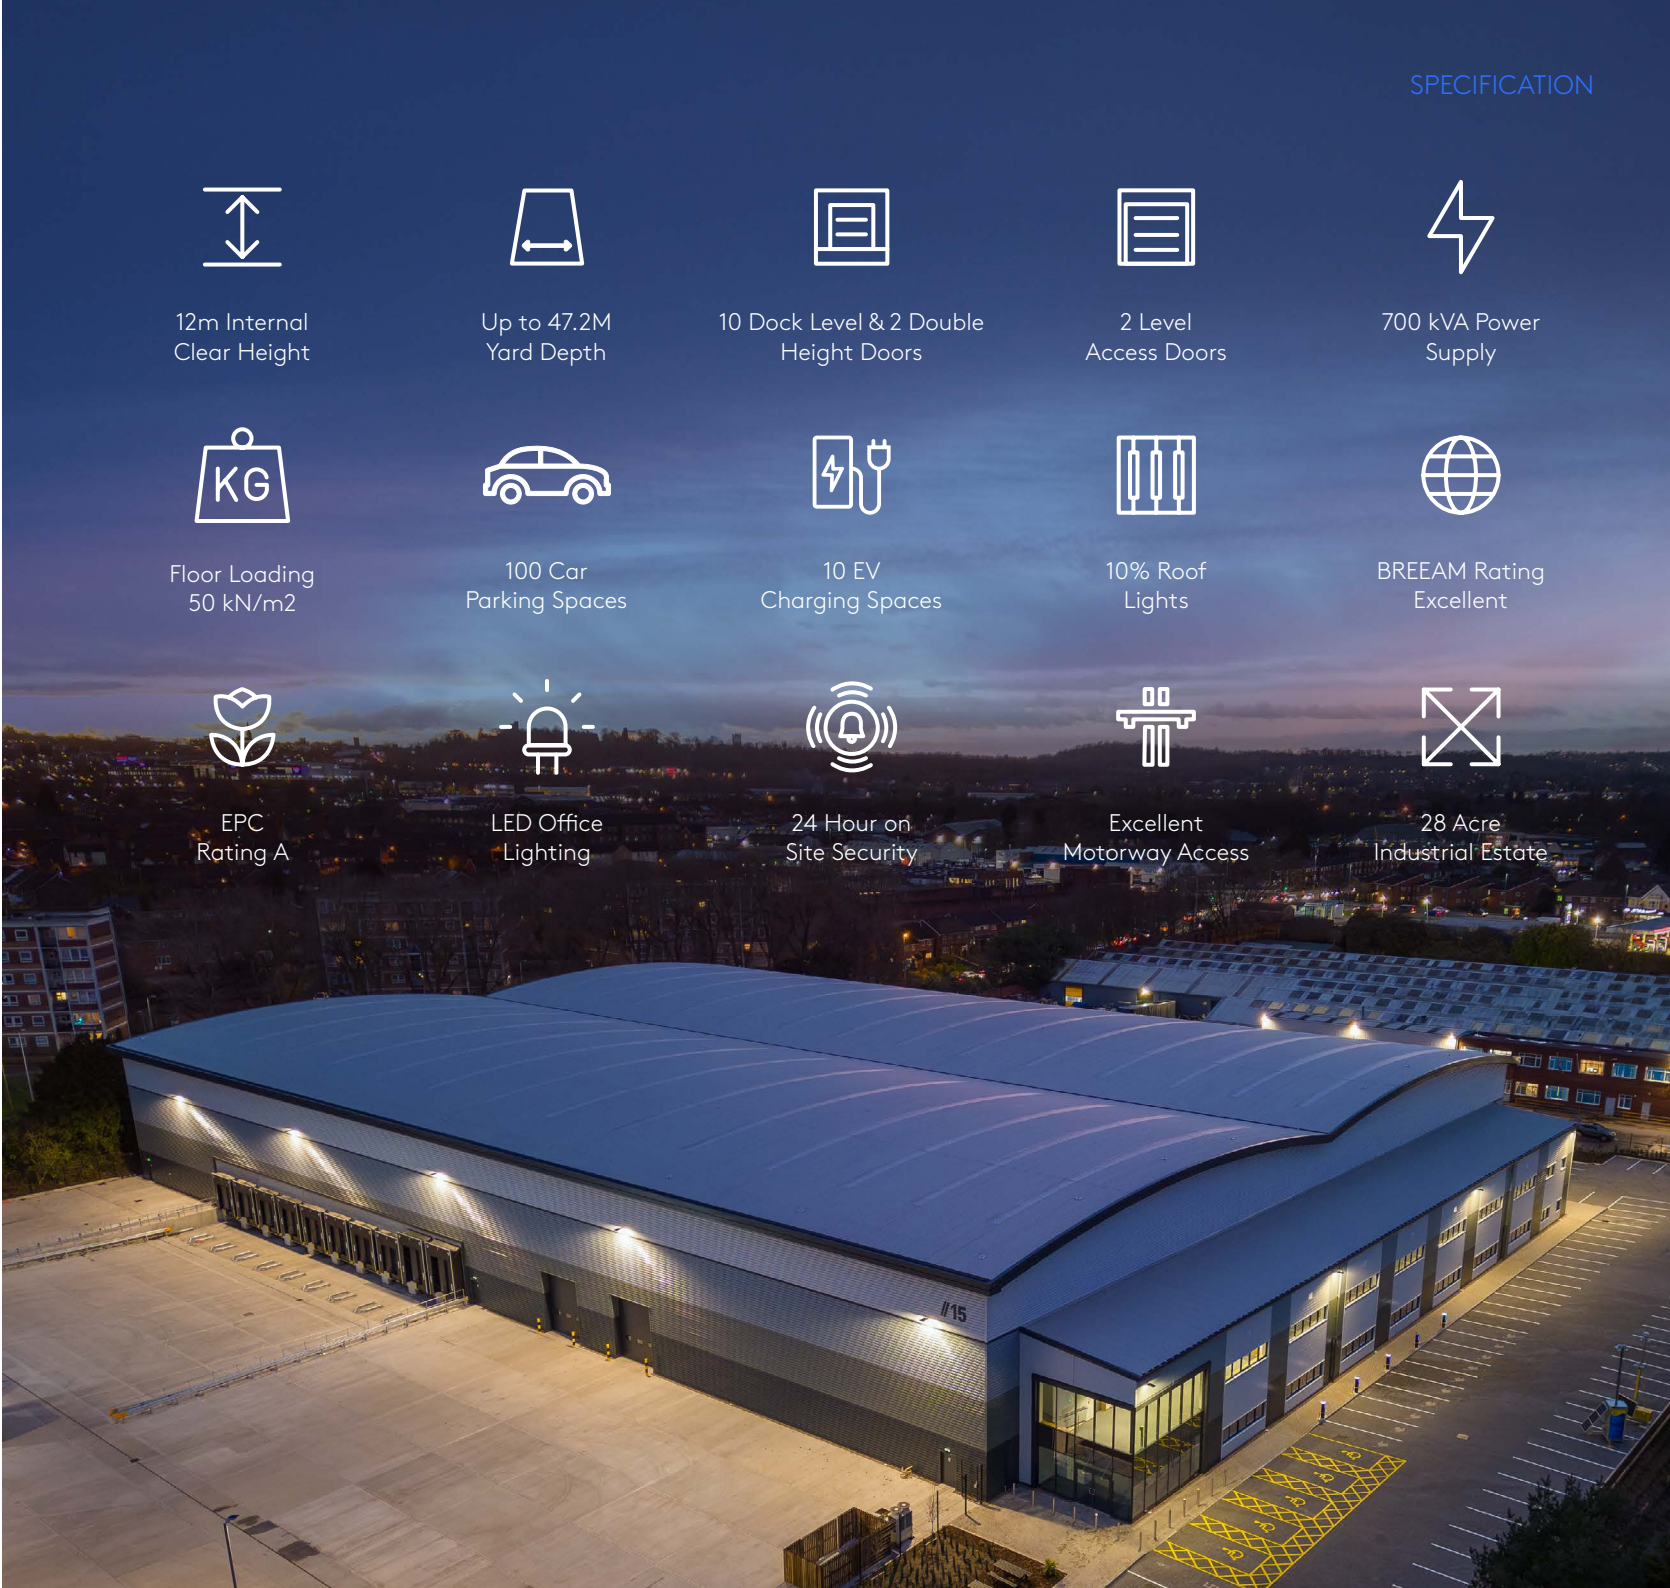 SPECIFICATION
12m Internal
Clear Height
Up to 47.2M
Yard Depth
10 Dock Level & 2 Double
Height Doors
2 Level
Access Doors
700 kVA Power
Supply
KG
Floor Loading
50 kN/m2
100 Car
Parking Spaces
10 EV
Charging Spaces
10% Roof
Lights
BREEAM Rating
Excellent
EPC
Rating A
LED Office
Lighting
24 Hour on
Site Security
Excellent
Motorway Access
28 Acre
Industrial Estate
//15